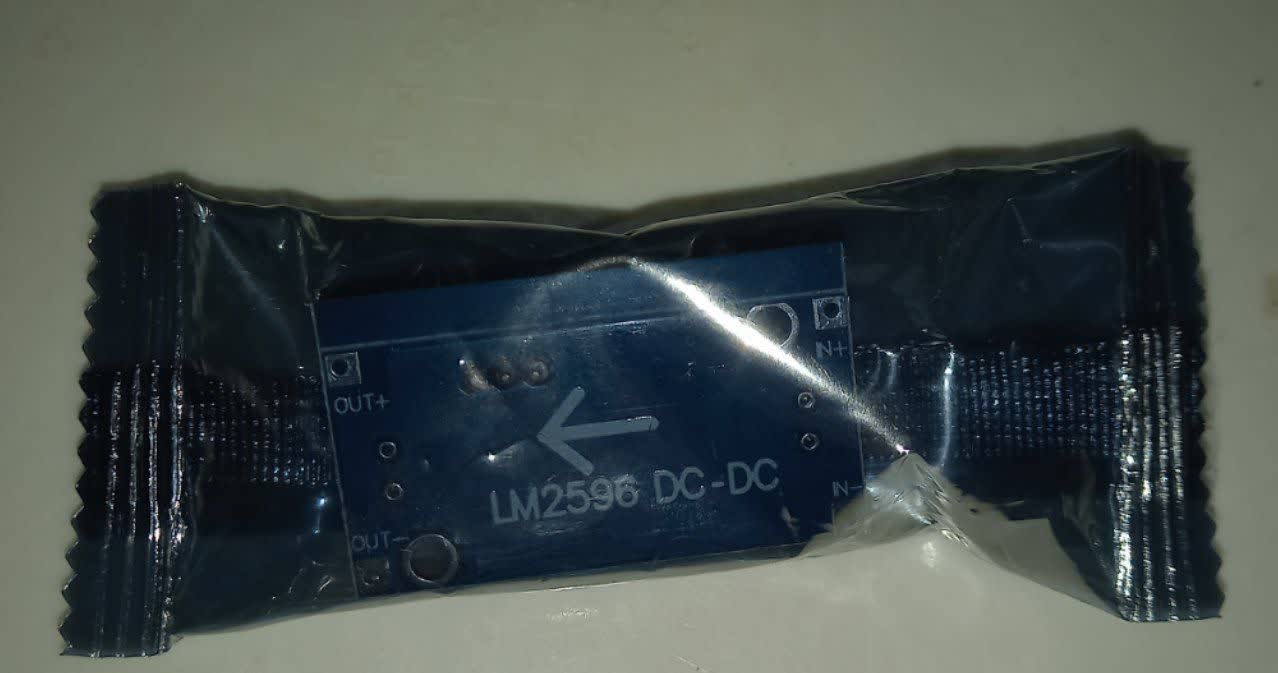 IN+
OUT+
LM2596 DC-DC
IN-
OUT-